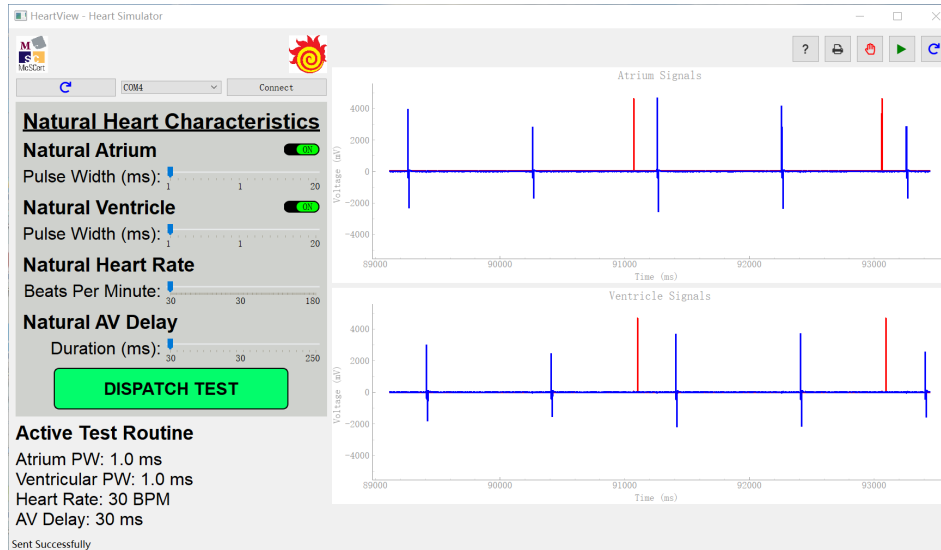 HeartView - Heart Simulator
M
S C
McSCert
?
COM4
Connect
Natural Heart Characteristics
Natural Atrium
ON
Pulse Width (ms):
1 1 20
Natural Ventricle
ON
Pulse Width (ms):
1 1 20
Natural Heart Rate
Beats Per Minute:
30 30 180
Natural AV Delay
Duration (ms):
30 30 250
DISPATCH TEST
Active Test Routine
Atrium PW: 1.0 ms
Ventricular PW: 1.0 ms
Heart Rate: 30 BPM
AV Delay: 30 ms
Sent Successfully
Atrium Signals
Voltage (mV)
4000
2000
0
-2000
-4000
89000 90000 91000 92000 93000
Time (ms)
Ventricle Signals
Voltage (mV)
4000
2000
0
-2000
-4000
89000 90000 91000 92000 93000
Time (ms)